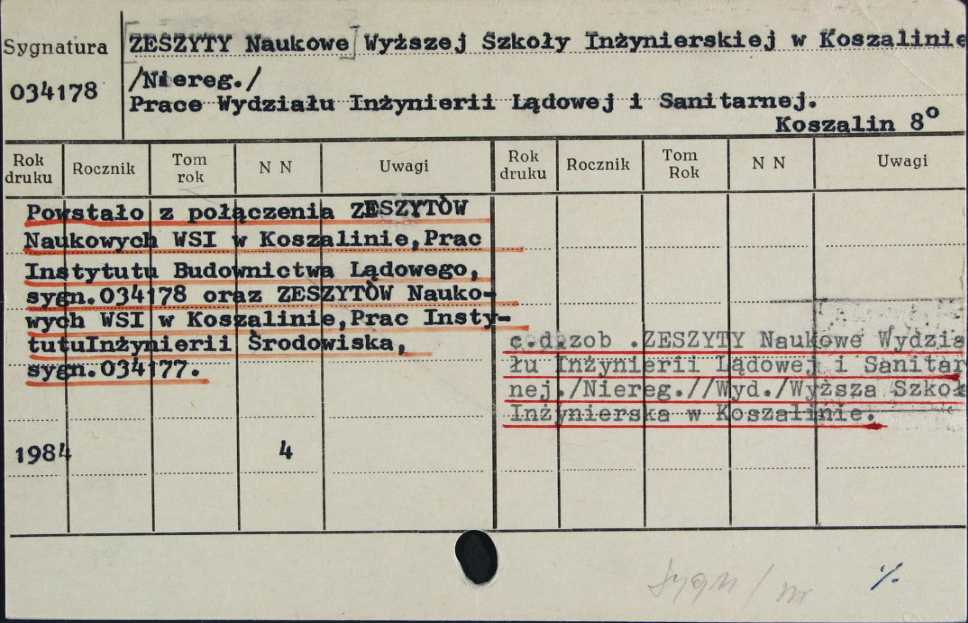 Sygnatura
034178
[ZESZYTY Naukowe] Wyższej Szkoły Inżynierskiej w Koszalinie
/Niereg./
Prace Wydziału Inżynierii Lądowej i Sanitarnej.
Koszalin 8°
Rok druku Rocznik Tom rok N N Uwagi Rok druku Rocznik Tom Rok N N Uwagi
Powstało z połączenia ZESZYTÓW
Naukowych WSI w Koszalinie,Prac
Instytutu Budownictwa Lądowego,
sygn.034178 oraz ZESZYTÓW Nauko-
wych WSI w Koszalinie,Prac Insty-
tutuInżynierii Środowiska,
sygn.034177.
c.d.zob .ZESZYTY Naukowe Wydzia
łu Inżynierii Lądowej i Sanitar
nej./Niereg.//Wyd./Wyższa Szkoł
Inżynierska w Koszalinie.
1984 4